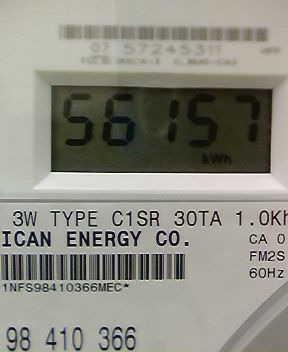 07 57245311
56157
kWh
3W TYPE C1SR 30TA 1.0Kh
ICAN ENERGY CO.
CA 0
FM2S
60Hz
1NFS98410366MEC*
98 410 366